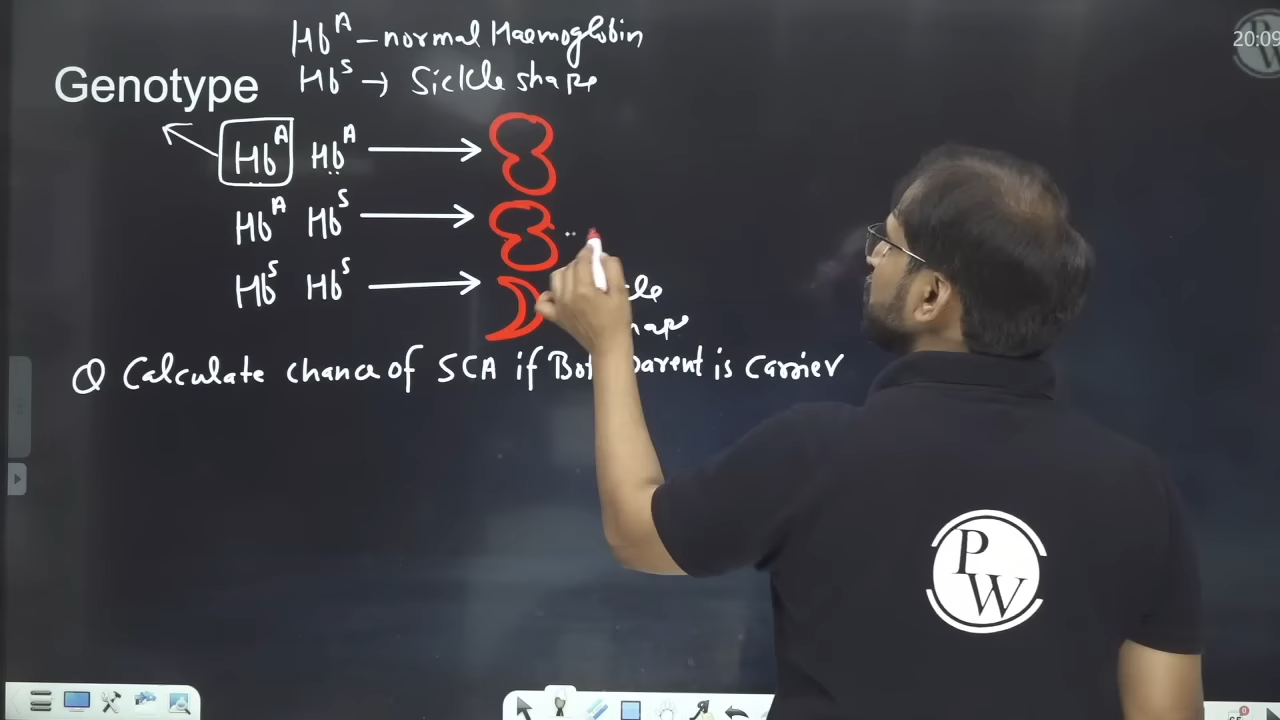 Hb^A – normal Haemoglobin
Genotype Hb^S → Sickle shape
Hb^A Hb^A
Hb^A Hb^S
Hb^S Hb^S
Q Calculate chance of SCA if parent is Carrier
20:09
PW